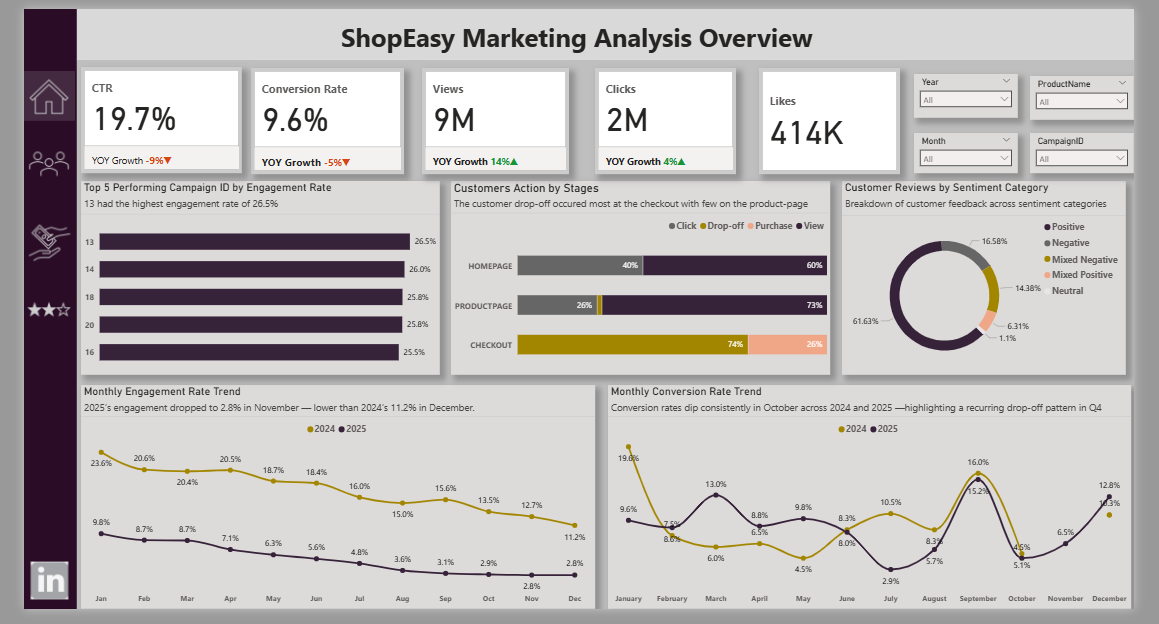 ShopEasy Marketing Analysis Overview
CTR
19.7%
YOY Growth -9%▼
Conversion Rate
9.6%
YOY Growth -5%▼
Views
9M
YOY Growth 14%▲
Clicks
2M
YOY Growth 4%▲
Likes
414K
Year
All
ProductName
All
Month
All
CampaignID
All
Top 5 Performing Campaign ID by Engagement Rate
13 had the highest engagement rate of 26.5%
13 26.5%
14 26.0%
18 25.8%
20 25.8%
16 25.5%
Customers Action by Stages
The customer drop-off occured most at the checkout with few on the product-page
Click Drop-off Purchase View
HOMEPAGE 40% 60%
PRODUCTPAGE 26% 73%
CHECKOUT 74% 26%
Customer Reviews by Sentiment Category
Breakdown of customer feedback across sentiment categories
Positive
Negative
Mixed Negative
Mixed Positive
Neutral
16.58%
14.38%
6.31%
1.1%
61.63%
Monthly Engagement Rate Trend
2025's engagement dropped to 2.8% in November — lower than 2024's 11.2% in December.
2024 2025
23.6% 20.6% 20.4% 20.5% 18.7% 18.4% 16.0% 15.0% 15.6% 13.5% 12.7% 11.2%
9.8% 8.7% 8.7% 7.1% 6.3% 5.6% 4.8% 3.6% 3.1% 2.9% 2.8% 2.8%
Jan Feb Mar Apr May Jun Jul Aug Sep Oct Nov Dec
Monthly Conversion Rate Trend
Conversion rates dip consistently in October across 2024 and 2025 —highlighting a recurring drop-off pattern in Q4
2024 2025
19.6% 6.0% 6.5% 4.5% 8.3% 10.5% 8.3% 16.0%
9.6% 13.0% 8.8% 9.8% 8.0% 2.9% 5.7% 15.2% 5.1% 6.5% 12.8%
January February March April May June July August September October November December
in